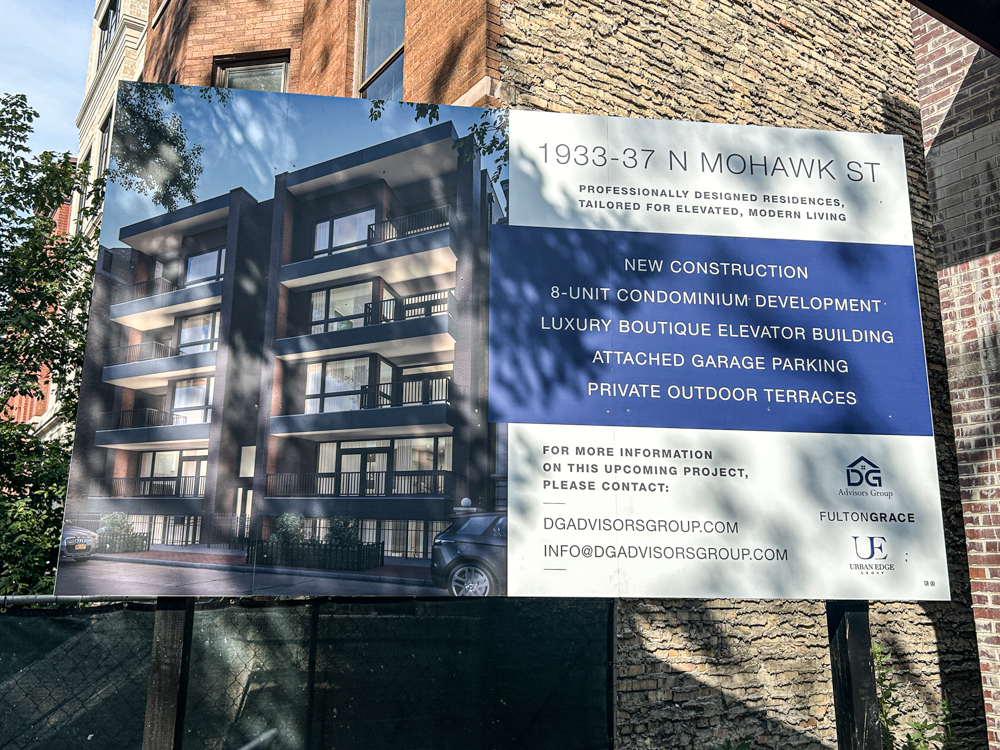 1933-37 N MOHAWK ST
PROFESSIONALLY DESIGNED RESIDENCES,
TAILORED FOR ELEVATED, MODERN LIVING
NEW CONSTRUCTION
8-UNIT CONDOMINIUM DEVELOPMENT
LUXURY BOUTIQUE ELEVATOR BUILDING
ATTACHED GARAGE PARKING
PRIVATE OUTDOOR TERRACES
FOR MORE INFORMATION
ON THIS UPCOMING PROJECT,
PLEASE CONTACT:
DGADVISORSGROUP.COM
INFO@DGADVISORSGROUP.COM
DG
Advisors Group
FULTONGRACE
UE
URBAN EDGE
GROUP